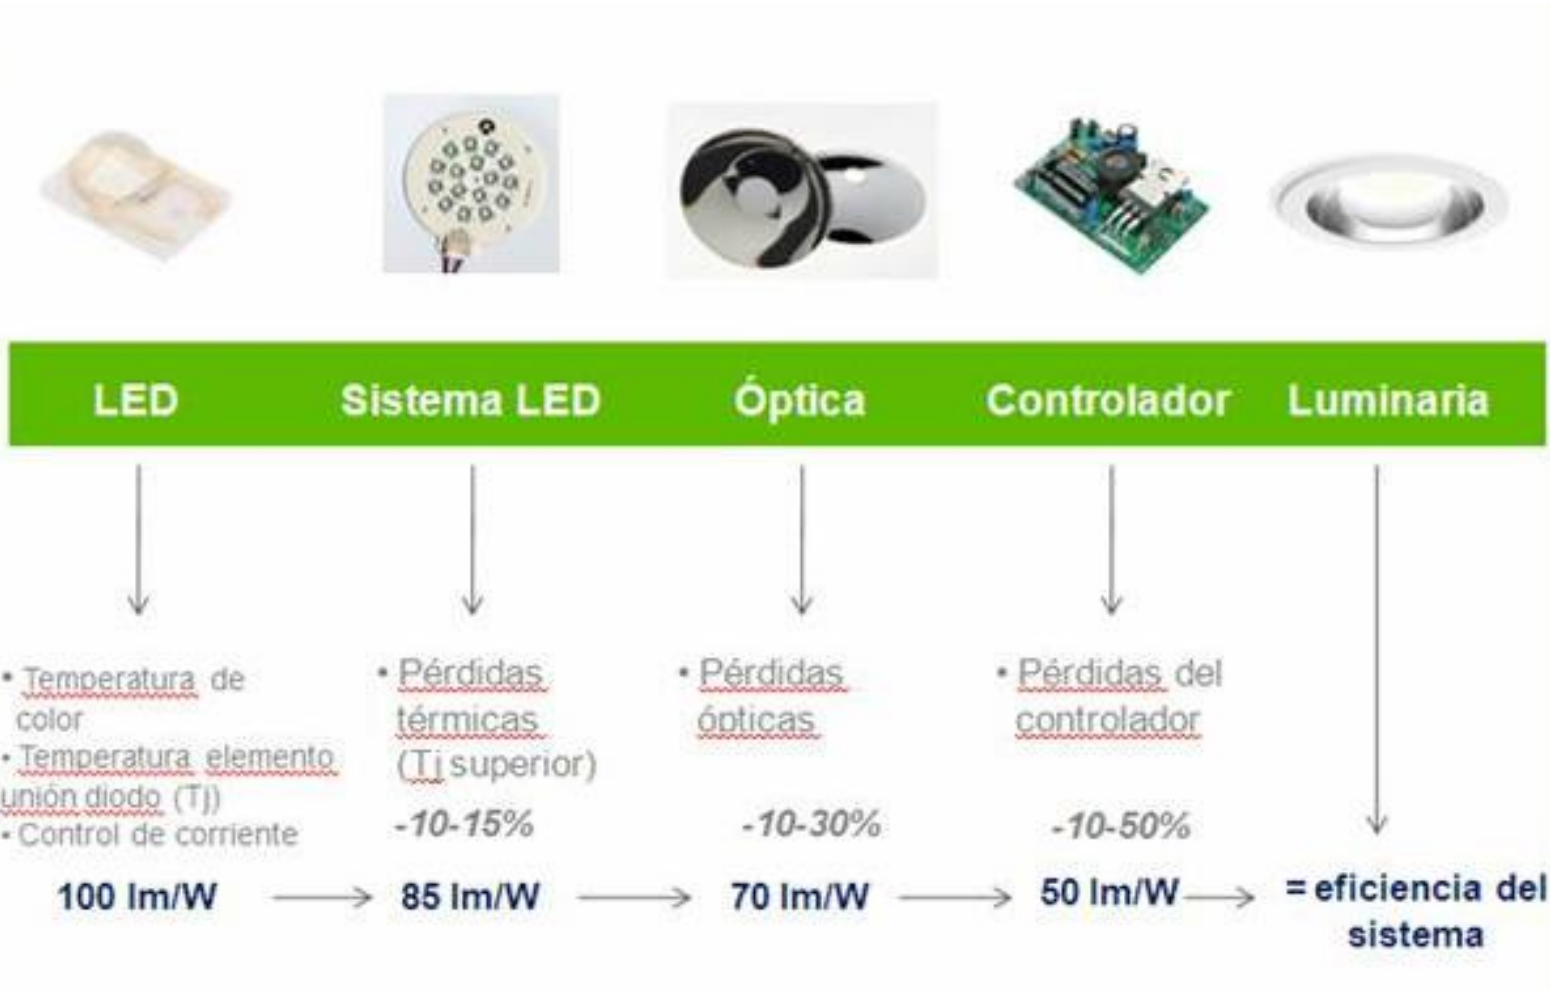 LED
Sistema LED
Óptica
Controlador
Luminaria
• Temperatura de
color
• Temperatura elemento
unión diodo (Tj)
• Control de corriente
100 lm/W
• Pérdidas
térmicas
(Tj superior)
-10-15%
85 lm/W
• Pérdidas
ópticas
-10-30%
70 lm/W
• Pérdidas del
controlador
-10-50%
50 lm/W
= eficiencia del
sistema